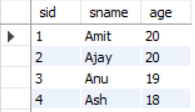 sid sname age
1 Amit 20
2 Ajay 20
3 Anu 19
4 Ash 18